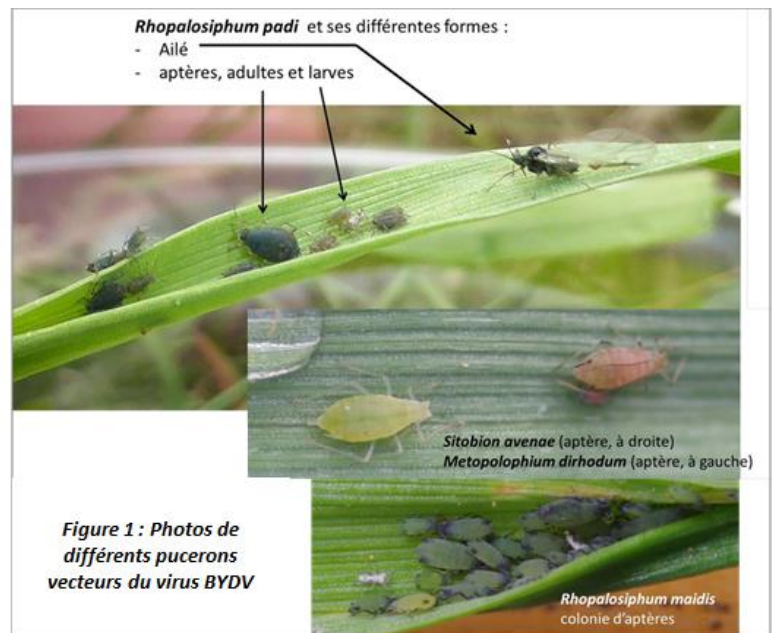 Rhopalosiphum padi et ses différentes formes :
- Ailé
- aptères, adultes et larves
Sitobion avenae (aptère, à droite)
Metopolophium dirhodum (aptère, à gauche)
Figure 1 : Photos de
différents pucerons
vecteurs du virus BYDV
Rhopalosiphum maidis
colonie d'aptères